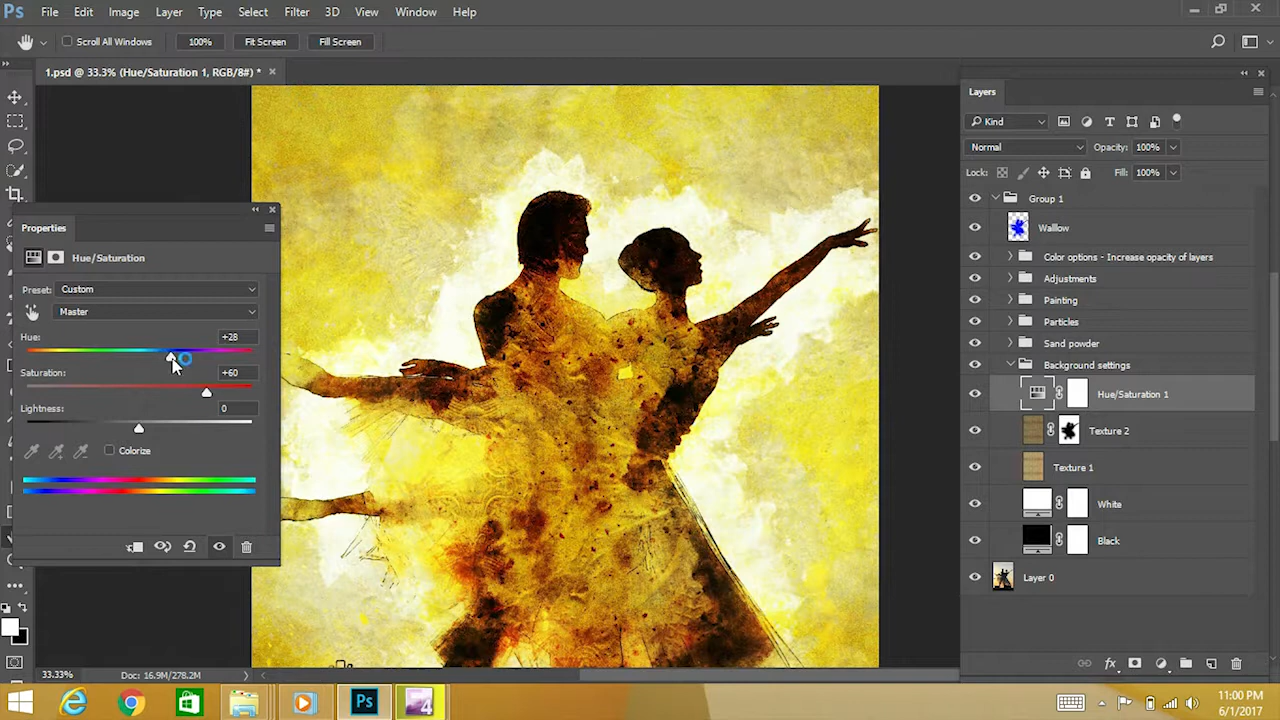 Ps File Edit Image Layer Type Select Filter 3D View Window Help
Scroll All Windows 100% Fit Screen Fill Screen
1.psd @ 33.3% (Hue/Saturation 1, RGB/8#) *
Properties
Hue/Saturation
Preset: Custom
Master
Hue: +28
Saturation: +60
Lightness: 0
Colorize
33.33% Doc: 16.9M/278.2M
Layers
Kind
Normal Opacity: 100%
Lock: Fill: 100%
Group 1
Walllow
Color options - Increase opacity of layers
Adjustments
Painting
Particles
Sand powder
Background settings
Hue/Saturation 1
Texture 2
Texture 1
White
Black
Layer 0
fx
Ps
4
11:00 PM
6/1/2017